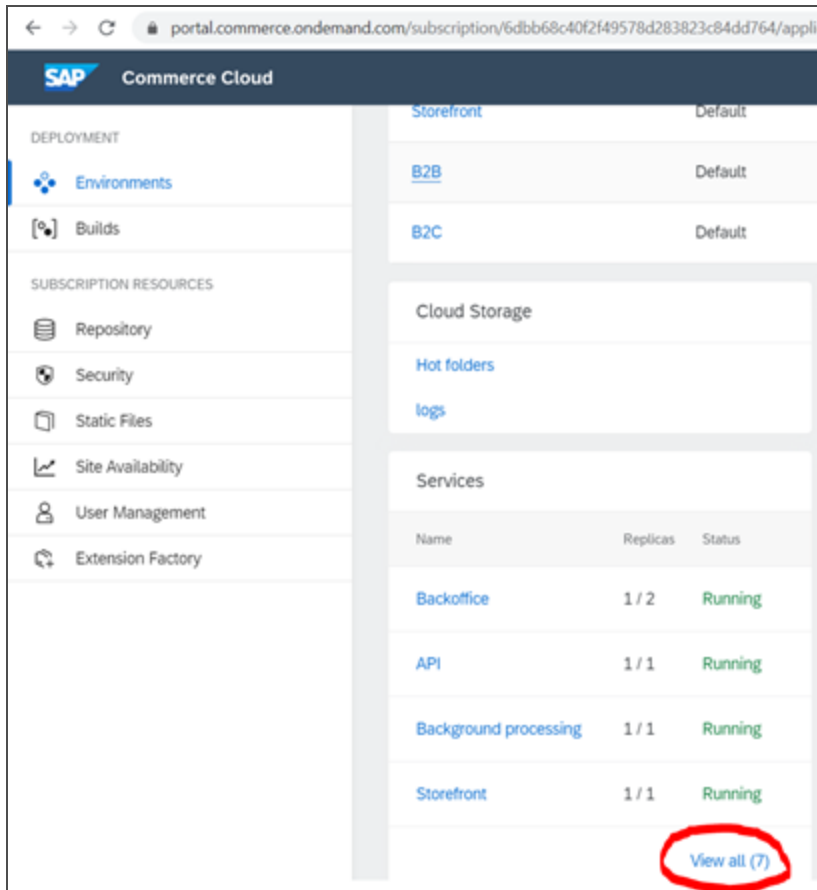 portal.commerce.ondemand.com/subscription/6dbb68c40f2f49578d283823c84dd764/appli
SAP Commerce Cloud
DEPLOYMENT
Environments
Builds
SUBSCRIPTION RESOURCES
Repository
Security
Static Files
Site Availability
User Management
Extension Factory
Storefront Default
B2B Default
B2C Default
Cloud Storage
Hot folders
logs
Services
Name Replicas Status
Backoffice 1 / 2 Running
API 1 / 1 Running
Background processing 1 / 1 Running
Storefront 1 / 1 Running
View all (7)